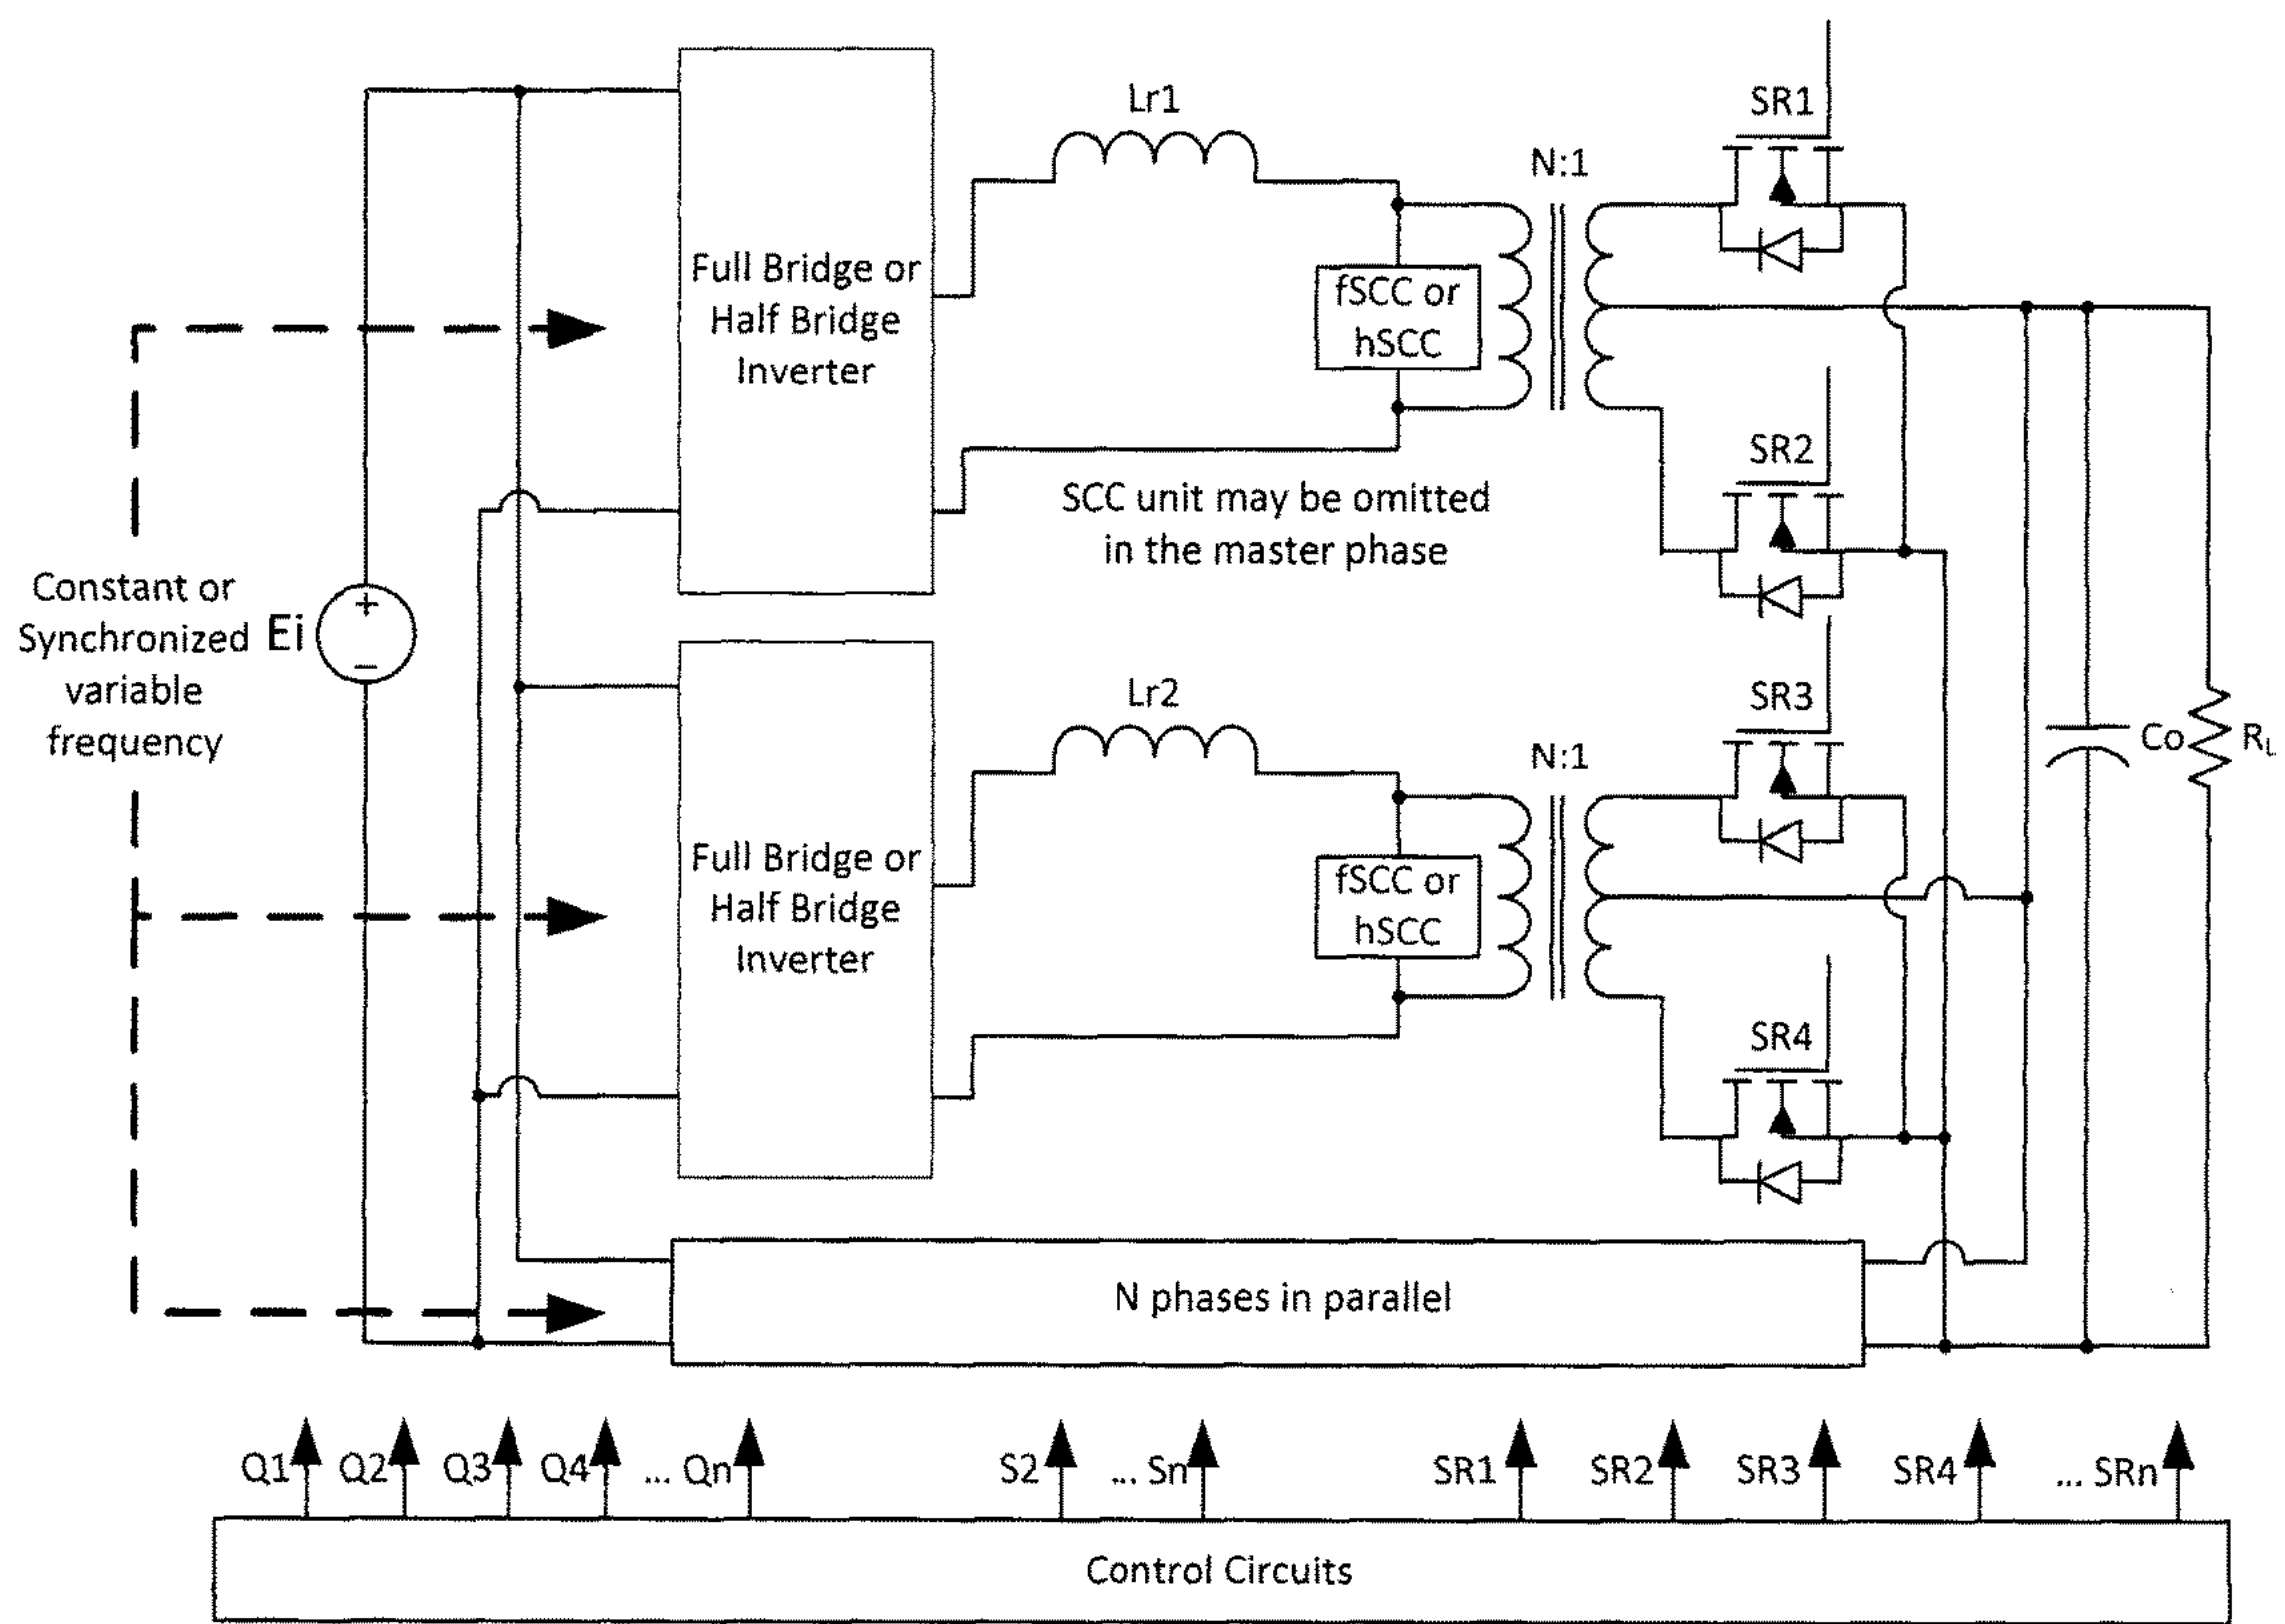 Lr1
SR1
N:1
Full Bridge or
Half Bridge
Inverter
fSCC or
hSCC
SR2
SCC unit may be omitted
in the master phase
Constant or
Synchronized
variable
frequency
Ei
+
−
Lr2
SR3
N:1
Co
RL
Full Bridge or
Half Bridge
Inverter
fSCC or
hSCC
SR4
N phases in parallel
Q1 Q2 Q3 Q4 ... Qn S2 ... Sn SR1 SR2 SR3 SR4 ... SRn
Control Circuits